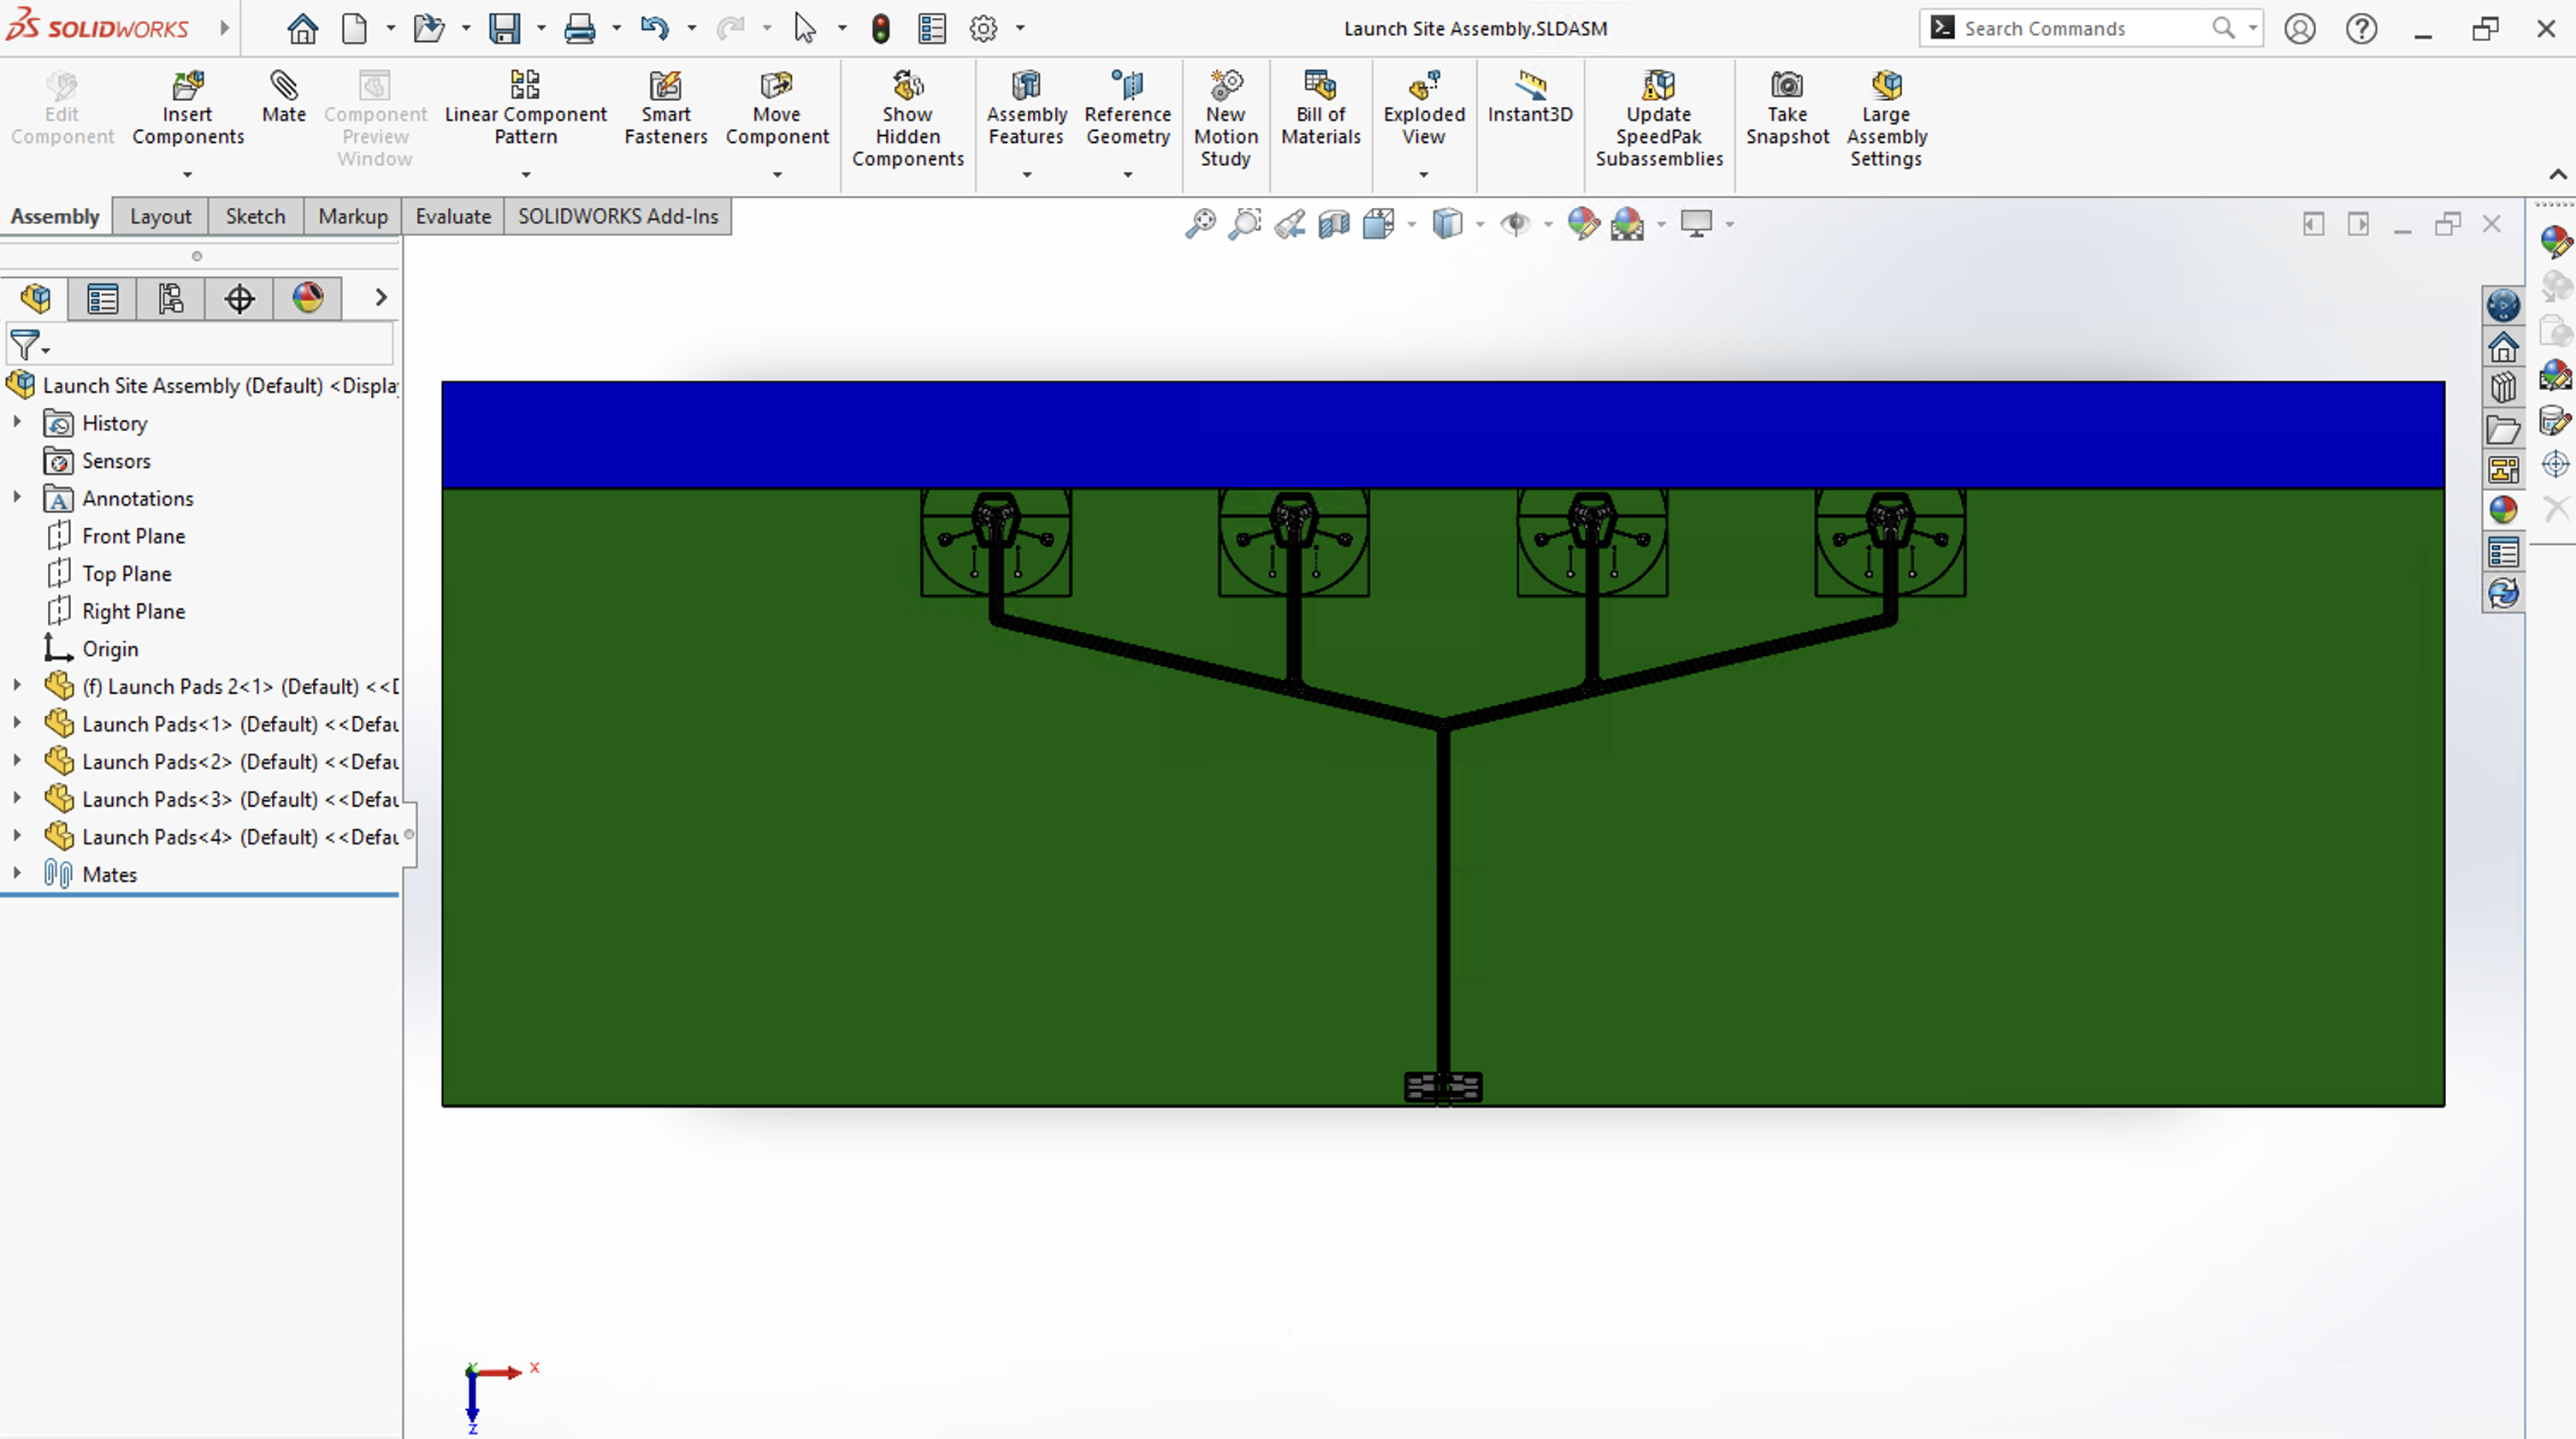 SOLIDWORKS
Launch Site Assembly.SLDASM
Search Commands
Edit
Component
Insert
Components
Mate
Component
Preview
Window
Linear Component
Pattern
Smart
Fasteners
Move
Component
Show
Hidden
Components
Assembly
Features
Reference
Geometry
New
Motion
Study
Bill of
Materials
Exploded
View
Instant3D
Update
SpeedPak
Subassemblies
Take
Snapshot
Large
Assembly
Settings
Assembly
Layout
Sketch
Markup
Evaluate
SOLIDWORKS Add-Ins
Launch Site Assembly (Default) <Display
History
Sensors
Annotations
Front Plane
Top Plane
Right Plane
Origin
(f) Launch Pads 2<1> (Default) <<D
Launch Pads<1> (Default) <<Defau
Launch Pads<2> (Default) <<Defau
Launch Pads<3> (Default) <<Defau
Launch Pads<4> (Default) <<Defau
Mates
Y
X
Z